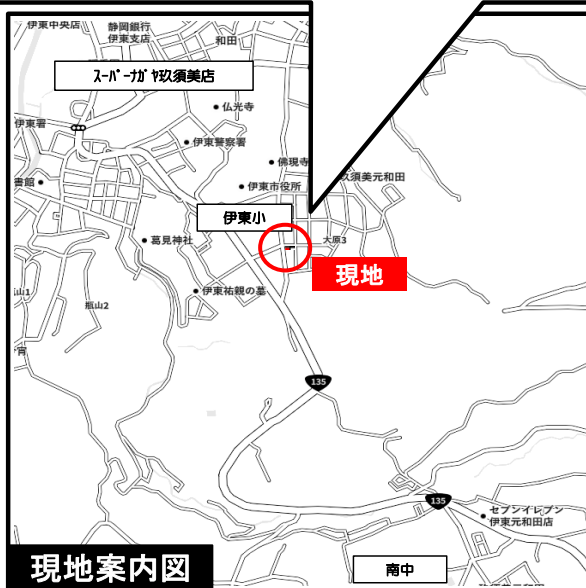 伊東中央店
静岡銀行
伊東支店
和田
スーパーナガヤ玖須美店
仏光寺
伊東署
伊東警察署
佛現寺
書館
伊東市役所
玖須美元和田
伊東小
大原3
葛見神社
現地
伊東祐親の墓
瓶山2
135
135
セブンイレブン
伊東元和田店
現地案内図
南中